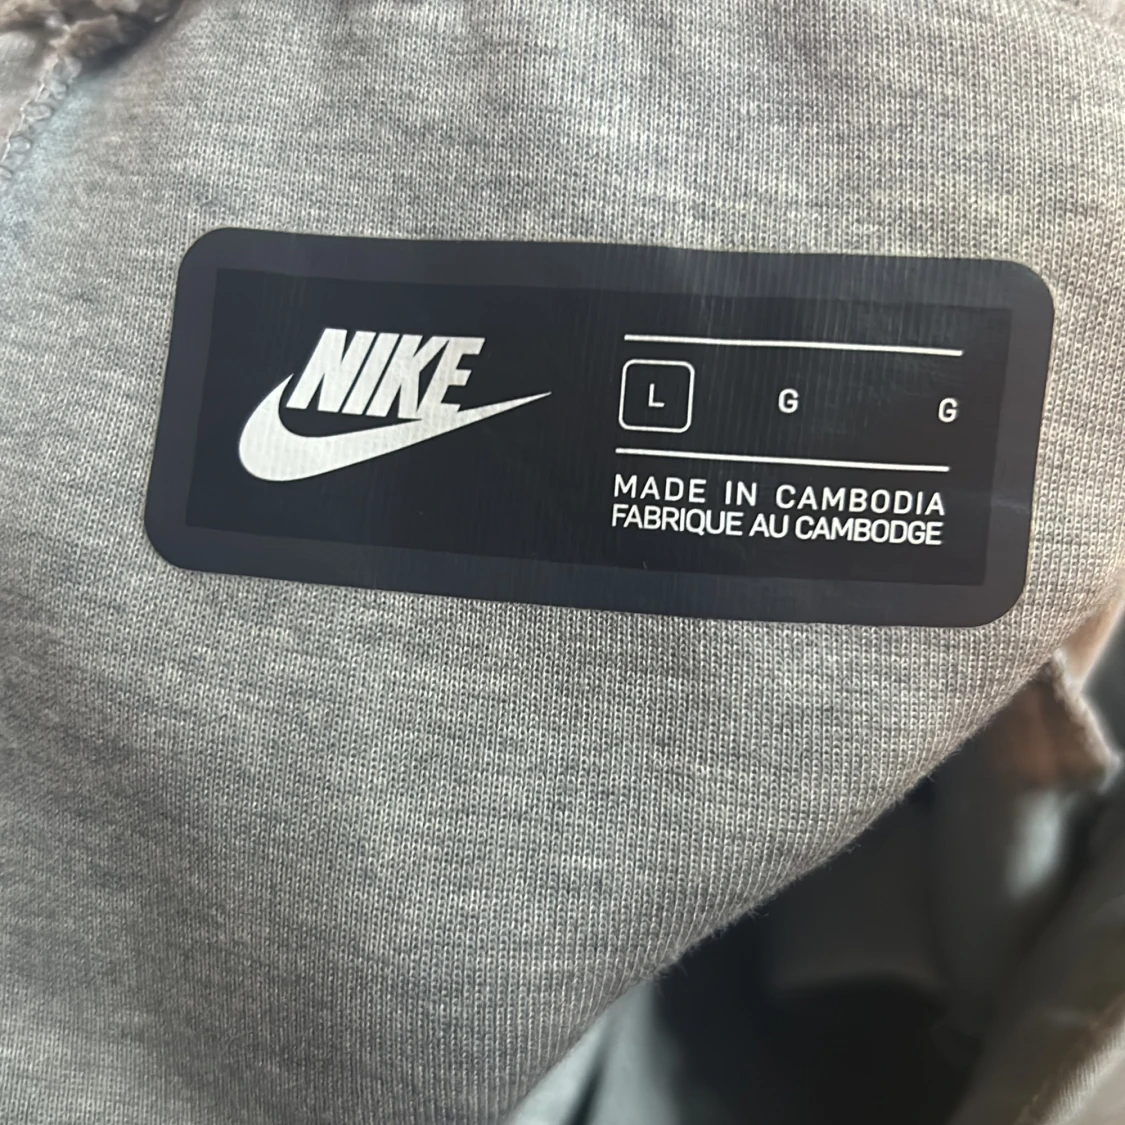 NIKE
L G G
MADE IN CAMBODIA
FABRIQUE AU CAMBODGE